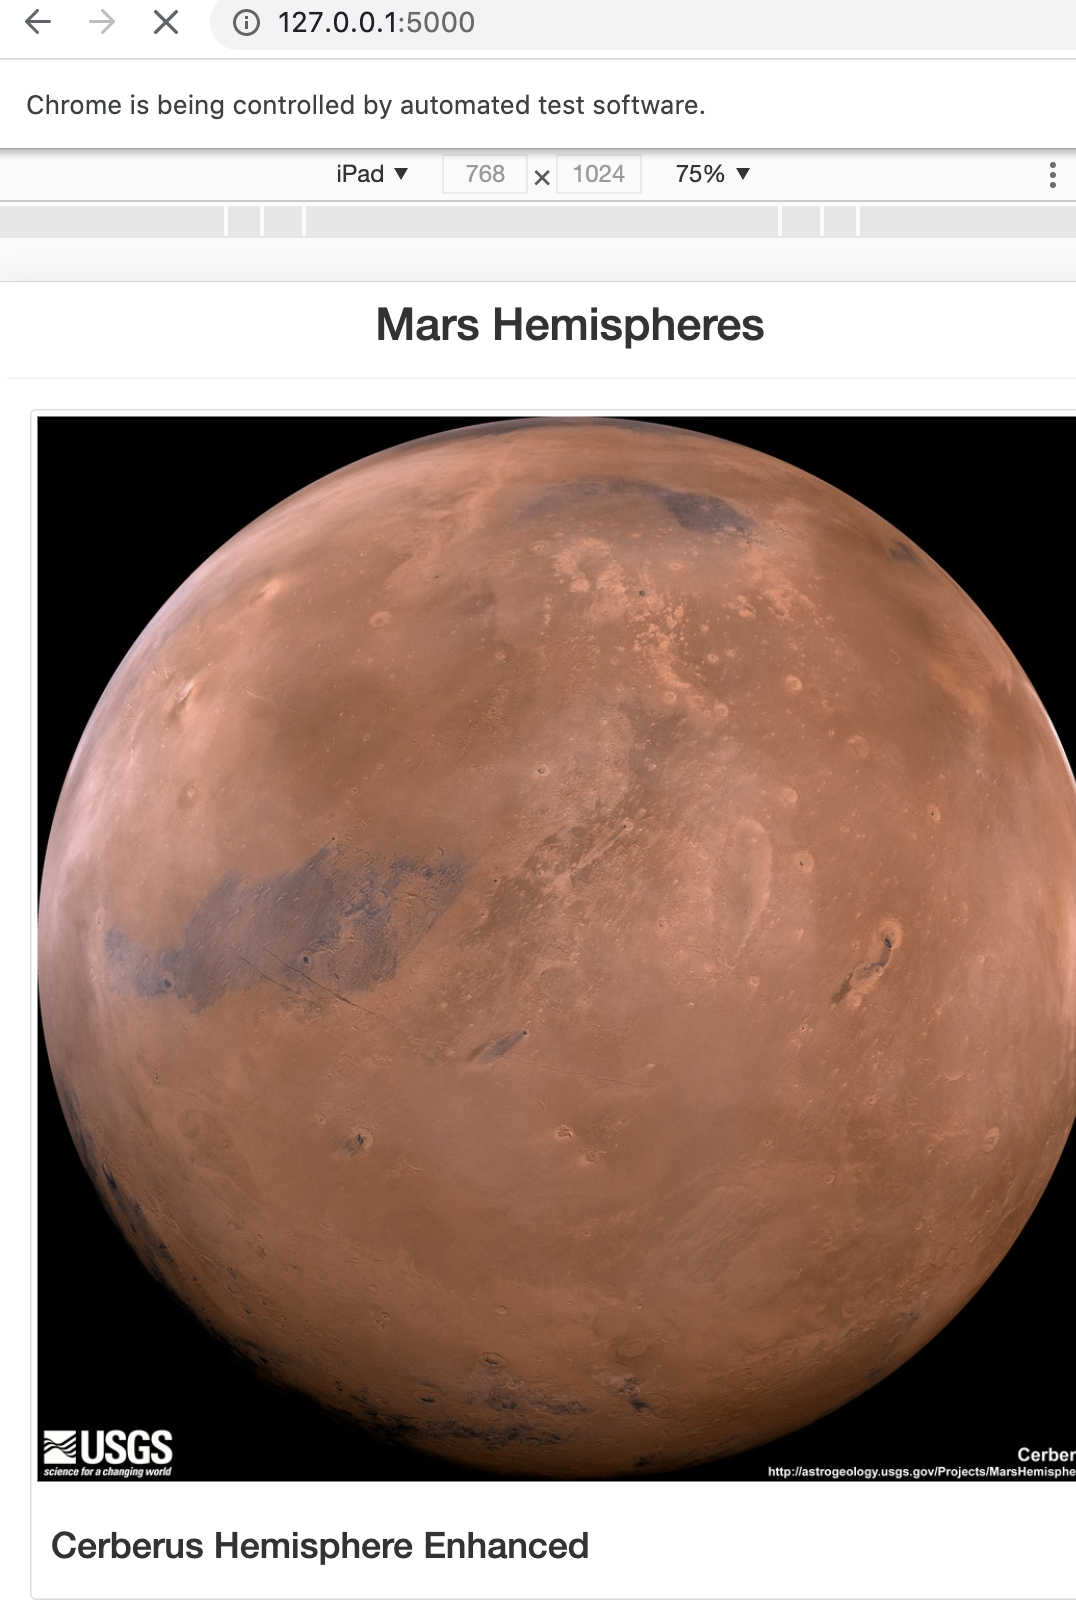 127.0.0.1:5000
Chrome is being controlled by automated test software.
iPad ▼ 768 × 1024 75% ▼
Mars Hemispheres
USGS
science for a changing world
Cerber
http://astrogeology.usgs.gov/Projects/MarsHemisphe
Cerberus Hemisphere Enhanced